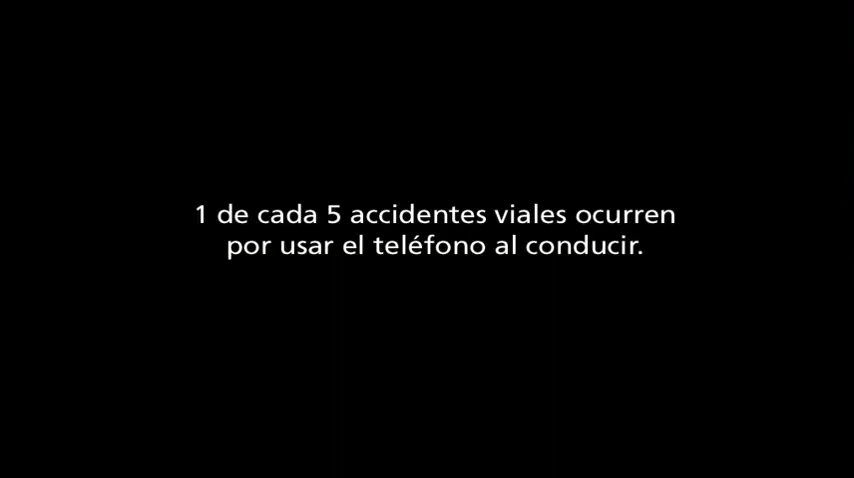 1 de cada 5 accidentes viales ocurren
por usar el teléfono al conducir.